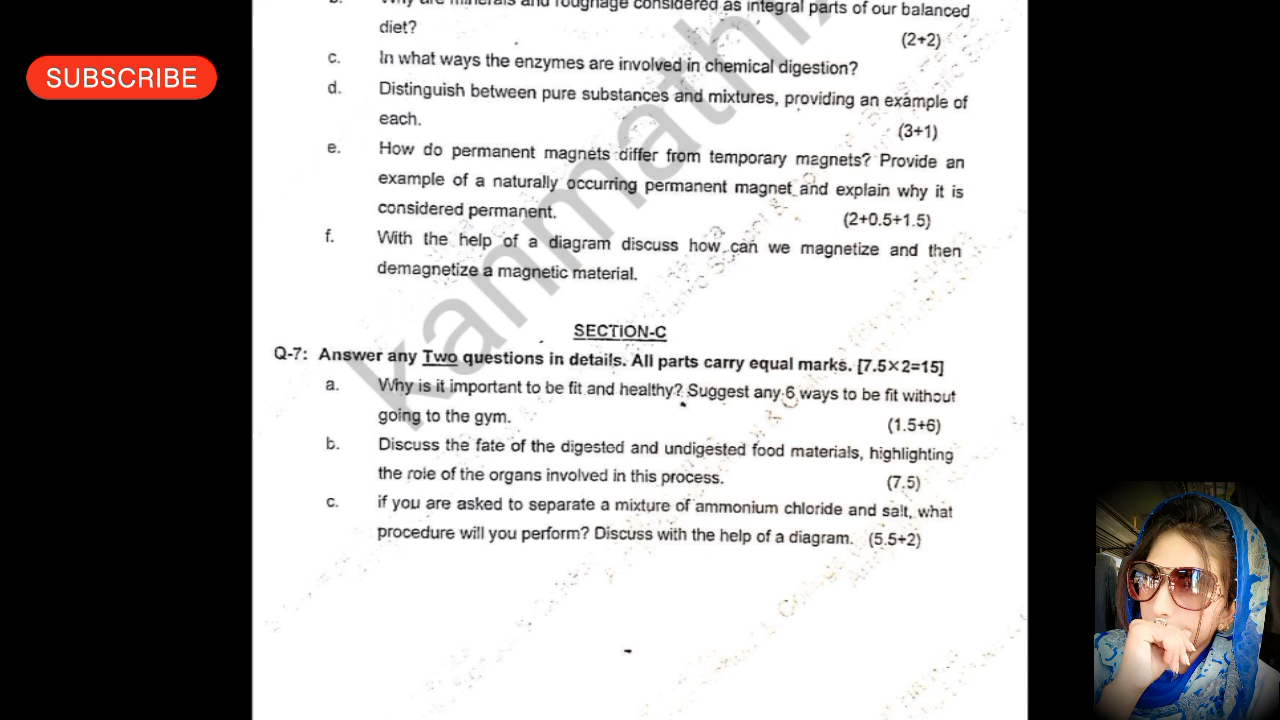 SUBSCRIBE
b. Why are minerals and roughage considered as integral parts of our balanced
diet? (2+2)
c. In what ways the enzymes are involved in chemical digestion?
d. Distinguish between pure substances and mixtures, providing an example of
each. (3+1)
e. How do permanent magnets differ from temporary magnets? Provide an
example of a naturally occurring permanent magnet and explain why it is
considered permanent. (2+0.5+1.5)
f. With the help of a diagram discuss how can we magnetize and then
demagnetize a magnetic material.
SECTION-C
Q-7: Answer any Two questions in details. All parts carry equal marks. [7.5×2=15]
a. Why is it important to be fit and healthy? Suggest any 6 ways to be fit without
going to the gym. (1.5+6)
b. Discuss the fate of the digested and undigested food materials, highlighting
the role of the organs involved in this process. (7.5)
c. if you are asked to separate a mixture of ammonium chloride and salt, what
procedure will you perform? Discuss with the help of a diagram. (5.5+2)